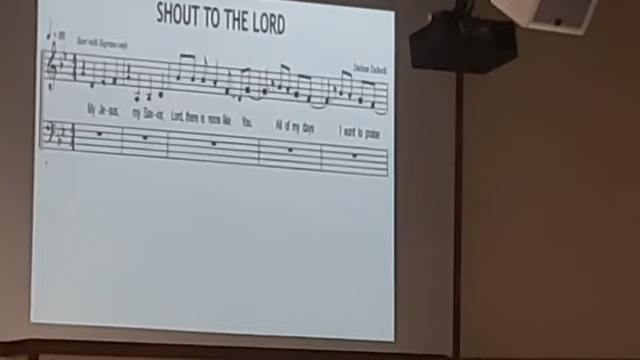 SHOUT TO THE LORD
Start with Soprano only
Darlene Zschech
My Je-sus, my Sav-ior, Lord, there is none like You. All of my days I want to praise